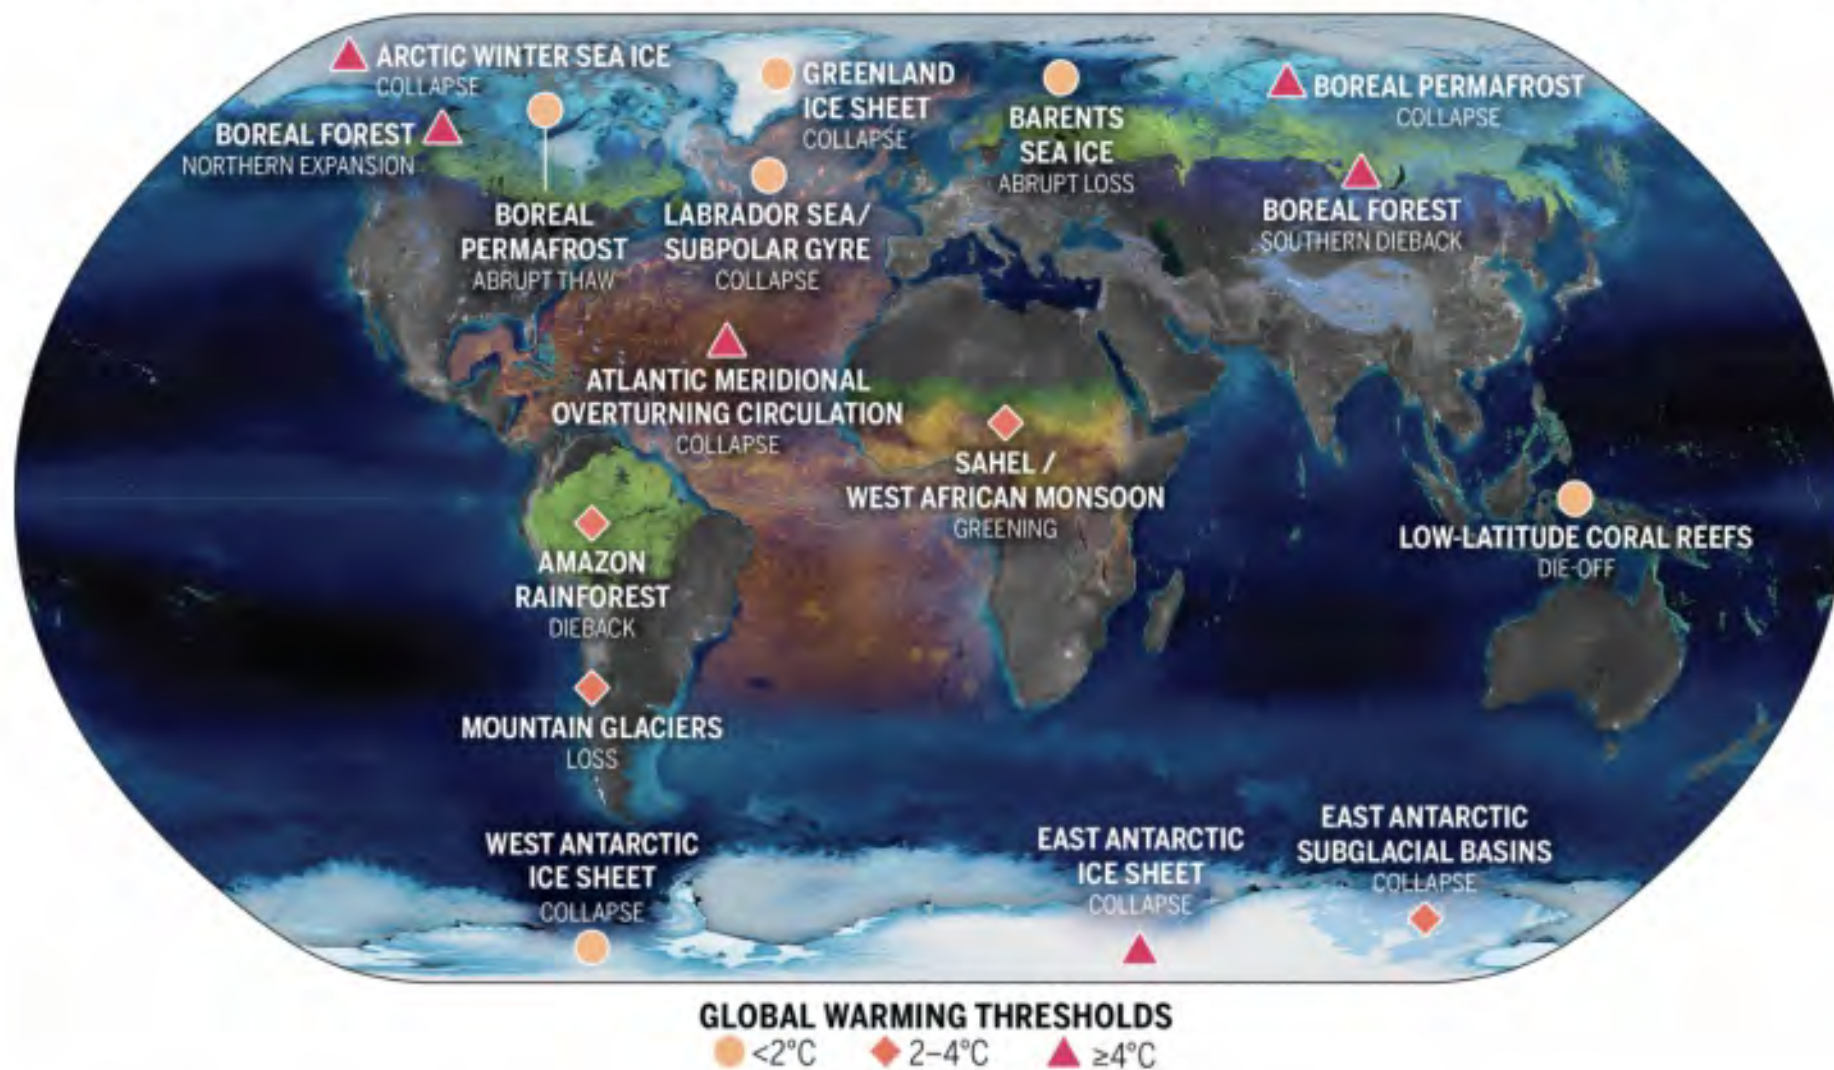 ARCTIC WINTER SEA ICE
COLLAPSE
GREENLAND
ICE SHEET
COLLAPSE
BARENTS
SEA ICE
ABRUPT LOSS
BOREAL PERMAFROST
COLLAPSE
BOREAL FOREST
NORTHERN EXPANSION
BOREAL
PERMAFROST
ABRUPT THAW
LABRADOR SEA/
SUBPOLAR GYRE
COLLAPSE
BOREAL FOREST
SOUTHERN DIEBACK
ATLANTIC MERIDIONAL
OVERTURNING CIRCULATION
COLLAPSE
SAHEL /
WEST AFRICAN MONSOON
GREENING
LOW-LATITUDE CORAL REEFS
DIE-OFF
AMAZON
RAINFOREST
DIEBACK
MOUNTAIN GLACIERS
LOSS
WEST ANTARCTIC
ICE SHEET
COLLAPSE
EAST ANTARCTIC
ICE SHEET
COLLAPSE
EAST ANTARCTIC
SUBGLACIAL BASINS
COLLAPSE
GLOBAL WARMING THRESHOLDS
<2°C 2–4°C ≥4°C